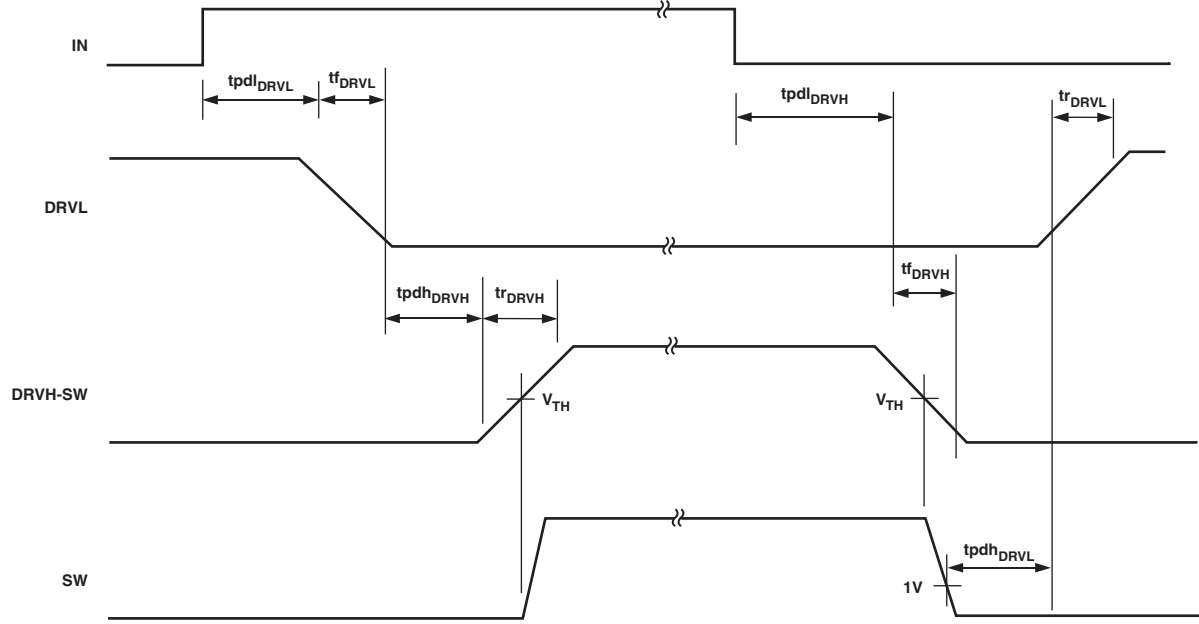 IN
tpdlDRVL
tfDRVL
tpdlDRVH
trDRVL
DRVL
tfDRVH
tpdhDRVH
trDRVH
DRVH-SW
VTH
VTH
tpdhDRVL
SW
1V